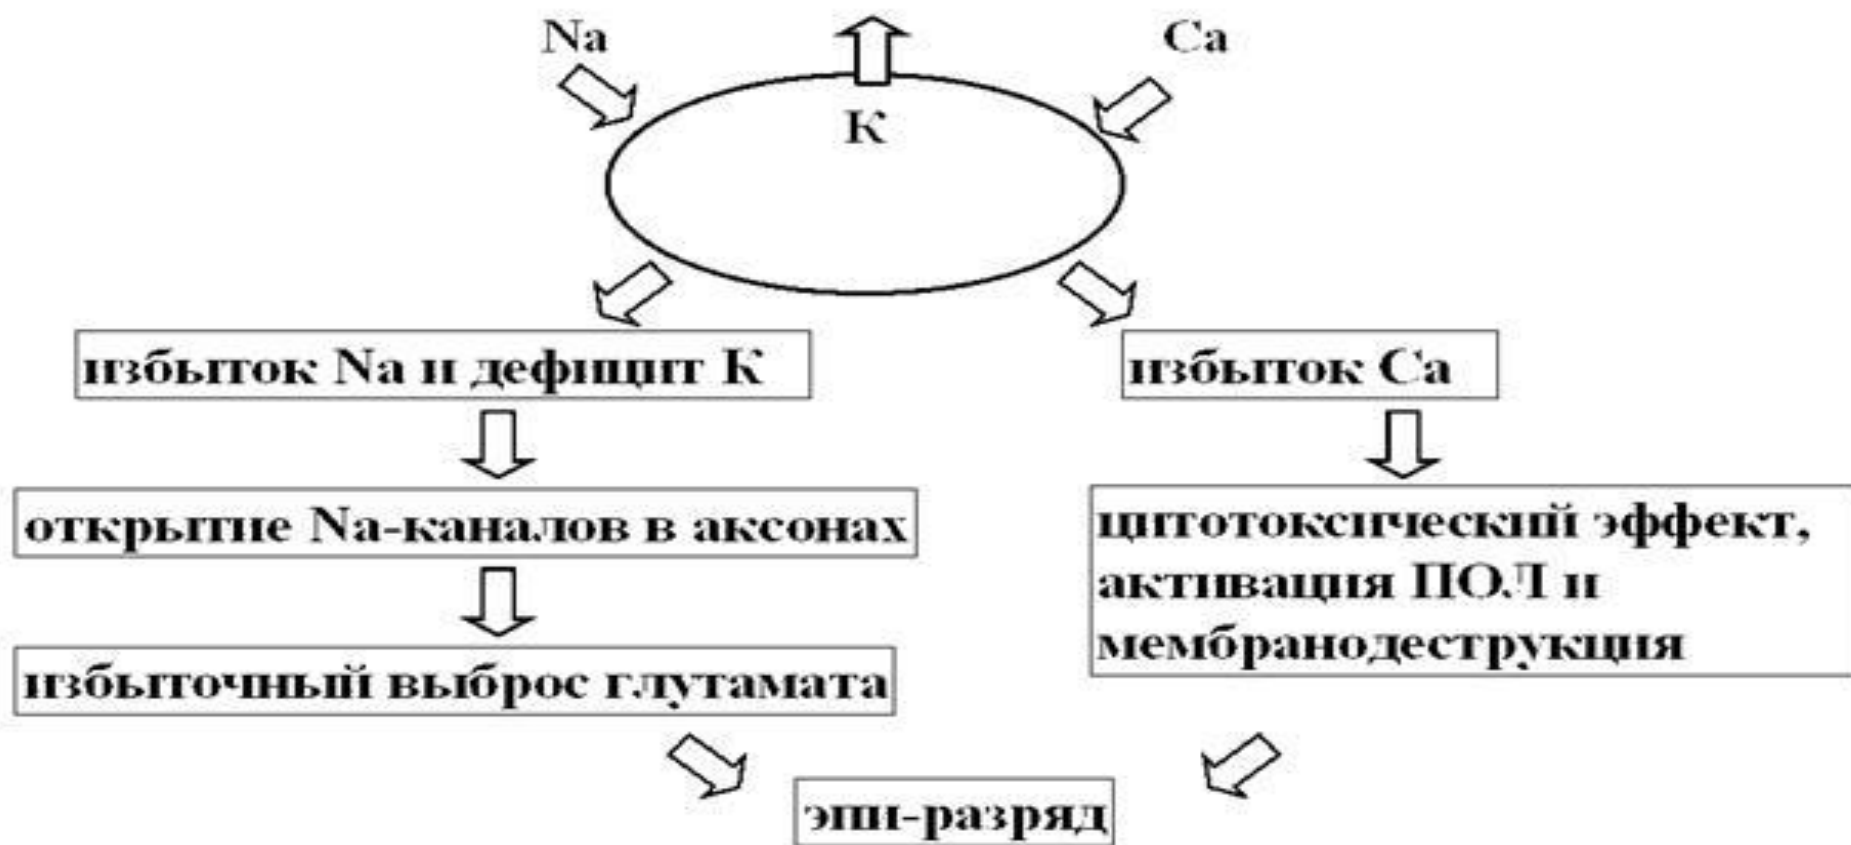 Na
Ca
К
избыток Na и дефицит К
избыток Ca
открытие Na-каналов в аксонах
цитотоксический эффект,
активация ПОЛ и
мембранодеструкция
избыточный выброс глутамата
эпи-разряд